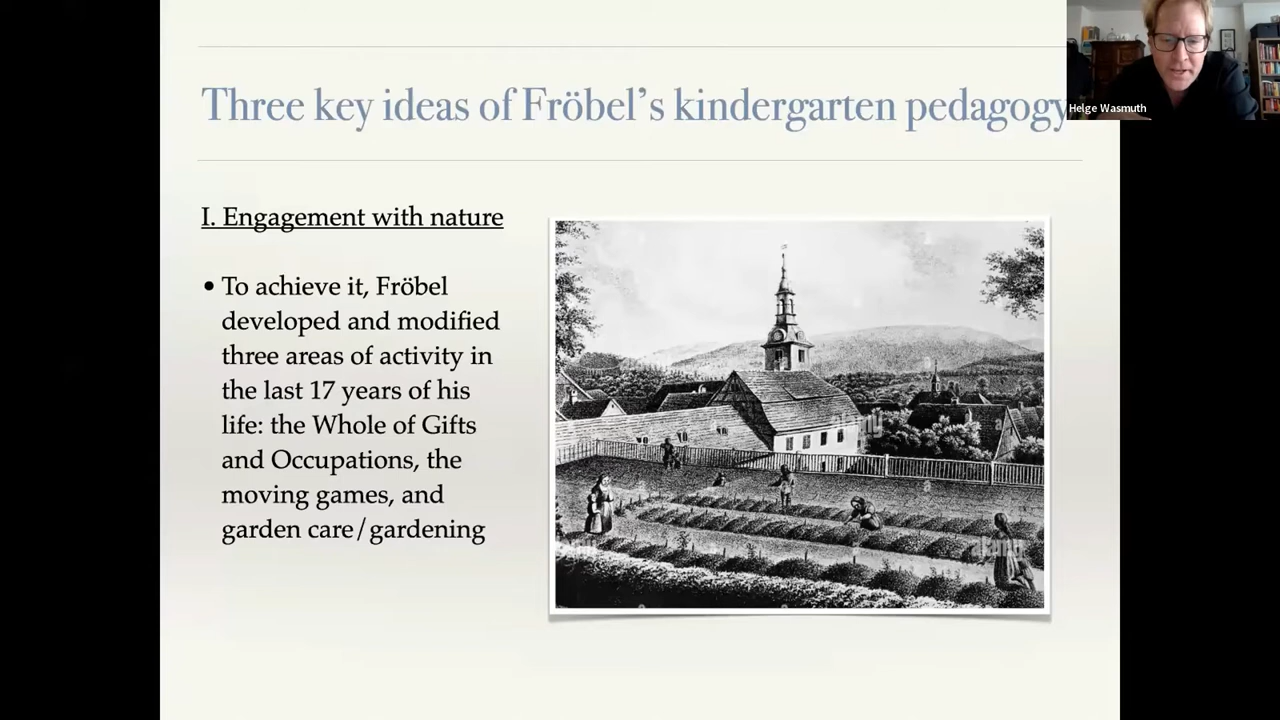 Three key ideas of Fröbel's kindergarten pedagogy
Helge Wasmuth
I. Engagement with nature
• To achieve it, Fröbel
developed and modified
three areas of activity in
the last 17 years of his
life: the Whole of Gifts
and Occupations, the
moving games, and
garden care/gardening
alamy